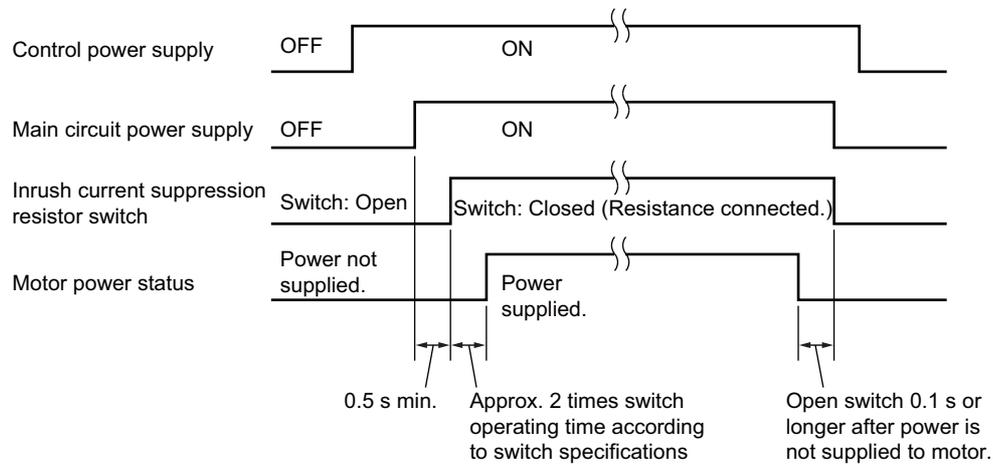 Control power supply
OFF
ON
Main circuit power supply
OFF
ON
Inrush current suppression
resistor switch
Switch: Open
Switch: Closed (Resistance connected.)
Motor power status
Power not
supplied.
Power
supplied.
0.5 s min.
Approx. 2 times switch
operating time according
to switch specifications
Open switch 0.1 s or
longer after power is
not supplied to motor.